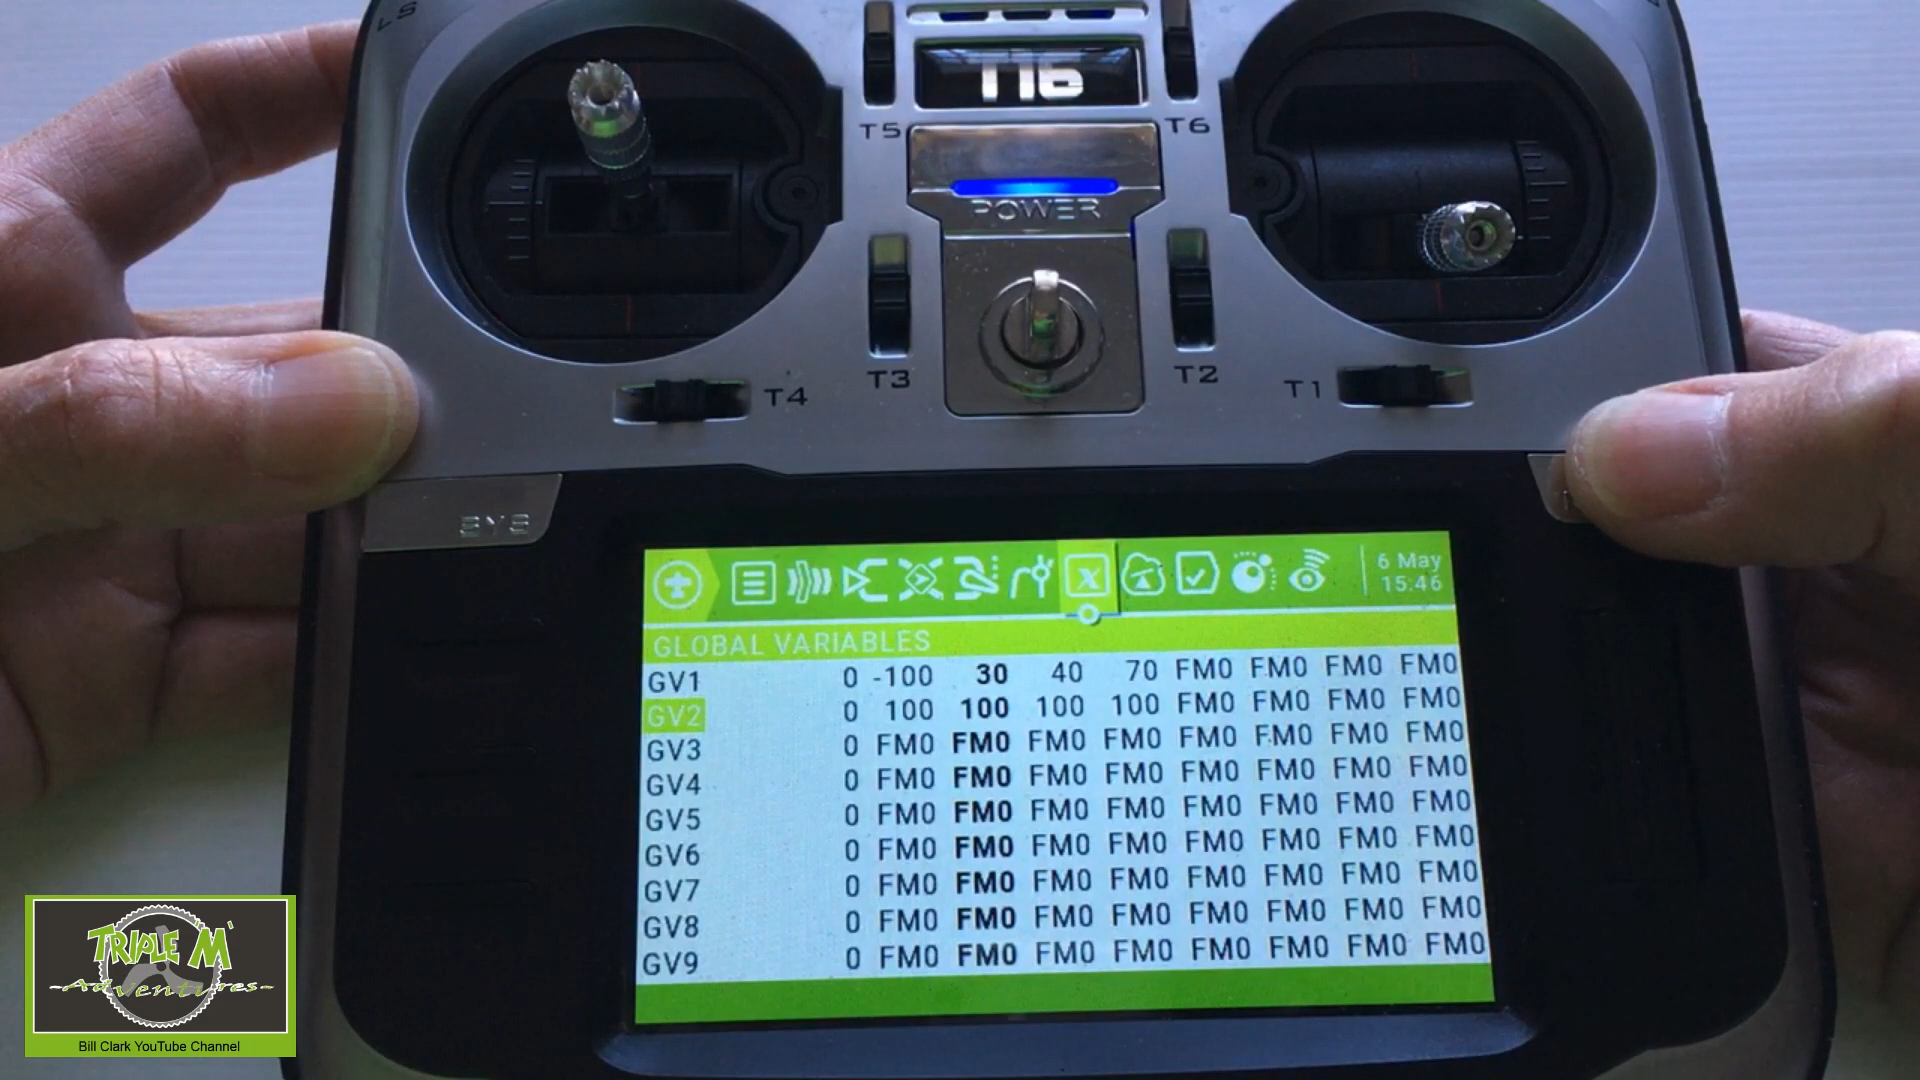 LS
T16
T5
T6
POWER
T3
T2
T4
T1
SYS
6 May
15:46
GLOBAL VARIABLES
GV1 0 -100 30 40 70 FM0 FM0 FM0 FM0
GV2 0 100 100 100 100 FM0 FM0 FM0 FM0
GV3 0 FM0 FM0 FM0 FM0 FM0 FM0 FM0 FM0
GV4 0 FM0 FM0 FM0 FM0 FM0 FM0 FM0 FM0
GV5 0 FM0 FM0 FM0 FM0 FM0 FM0 FM0 FM0
GV6 0 FM0 FM0 FM0 FM0 FM0 FM0 FM0 FM0
GV7 0 FM0 FM0 FM0 FM0 FM0 FM0 FM0 FM0
GV8 0 FM0 FM0 FM0 FM0 FM0 FM0 FM0 FM0
GV9 0 FM0 FM0 FM0 FM0 FM0 FM0 FM0 FM0
TRIPLE M
-Adventures-
Bill Clark YouTube Channel